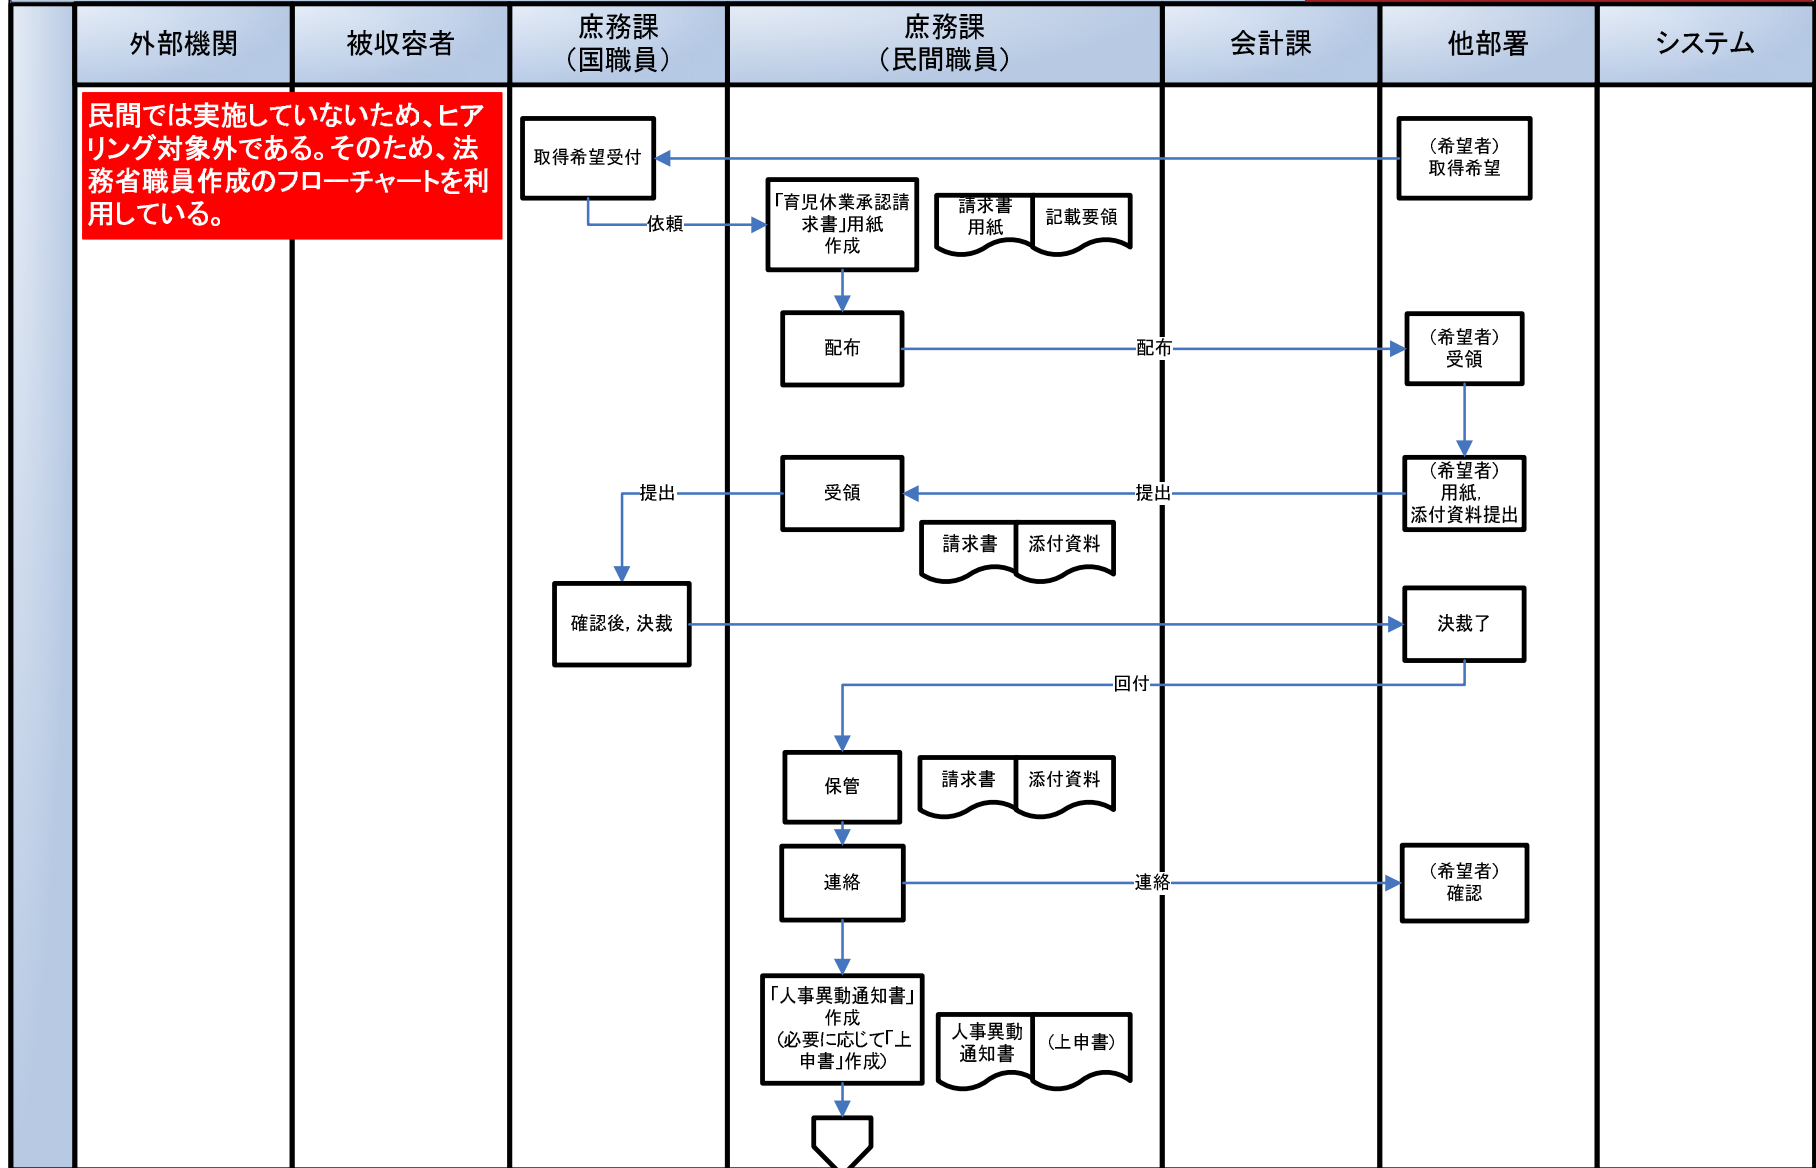 外部機関
被収容者
庶務課
（国職員）
庶務課
（民間職員）
会計課
他部署
システム
民間では実施していないため、ヒア
リング対象外である。そのため、法
務省職員作成のフローチャートを利
用している。
取得希望受付
（希望者）
取得希望
依頼
「育児休業承認請
求書」用紙
作成
請求書
用紙
記載要領
配布
配布
（希望者）
受領
提出
受領
提出
（希望者）
用紙，
添付資料提出
請求書
添付資料
確認後，決裁
決裁了
回付
保管
請求書
添付資料
連絡
連絡
（希望者）
確認
「人事異動通知書」
作成
（必要に応じて「上
申書」作成）
人事異動
通知書
（上申書）